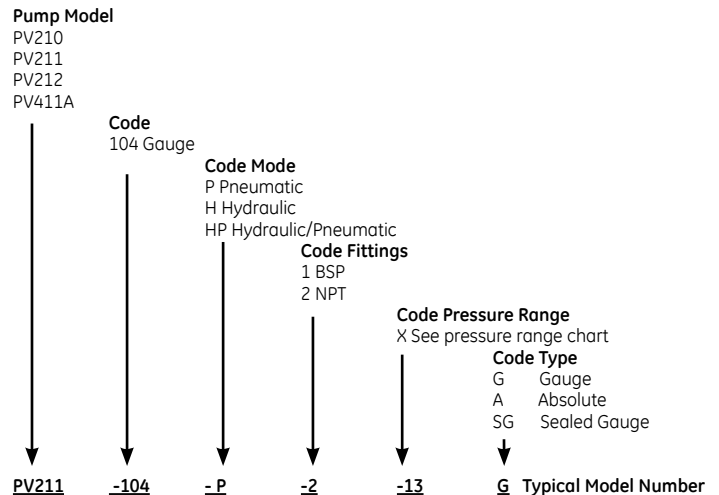 Pump Model
PV210
PV211
PV212
PV411A
Code
104 Gauge
Code Mode
P Pneumatic
H Hydraulic
HP Hydraulic/Pneumatic
Code Fittings
1 BSP
2 NPT
Code Pressure Range
X See pressure range chart
Code Type
G Gauge
A Absolute
SG Sealed Gauge
PV211 -104 - P -2 -13 G Typical Model Number